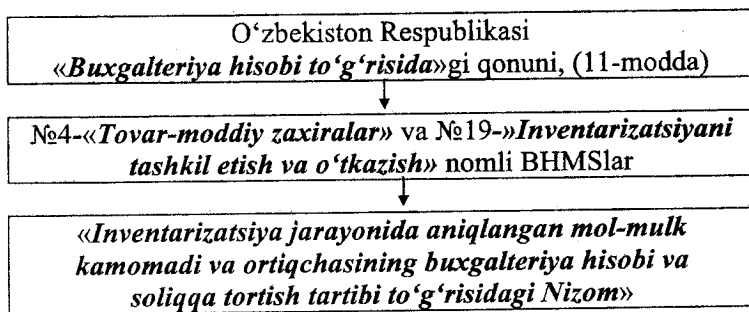 O‘zbekiston Respublikasi
«Buxgalteriya hisobi to‘g‘risida»gi qonuni, (11-modda)
№4-«Tovar-moddiy zaxiralar» va №19-»Inventarizatsiyani
tashkil etish va o‘tkazish» nomli BHMSlar
«Inventarizatsiya jarayonida aniqlangan mol-mulk
kamomadi va ortiqchasining buxgalteriya hisobi va
soliqqa tortish tartibi to‘g‘risidagi Nizom»